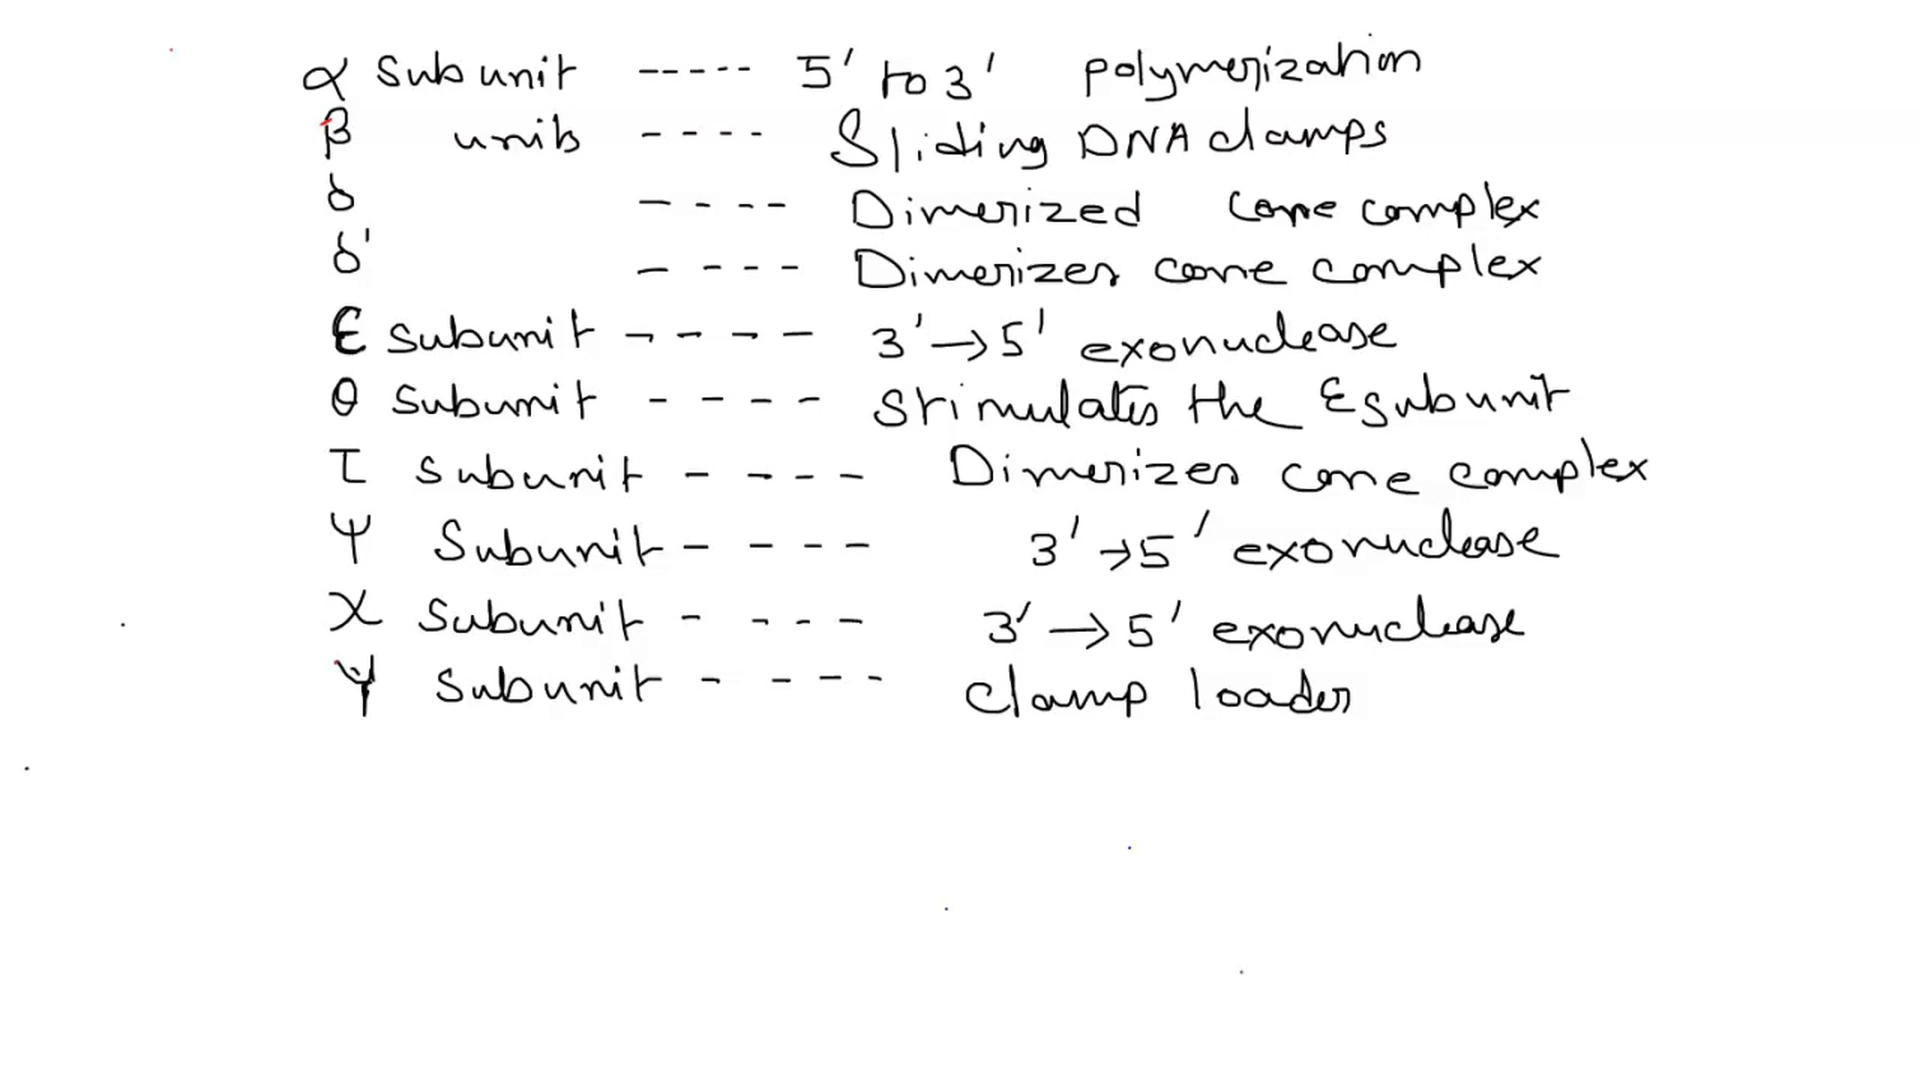 α subunit ----- 5' to 3' polymerization
β units ---- Sliding DNA clamps
δ ---- Dimerized core complex
δ' ---- Dimerizes core complex
ε subunit ---- 3'→5' exonuclease
θ subunit ---- stimulates the ε subunit
τ subunit ---- Dimerizes core complex
ψ subunit ---- 3'→5' exonuclease
χ subunit ---- 3'→5' exonuclease
γ subunit ---- clamp loader